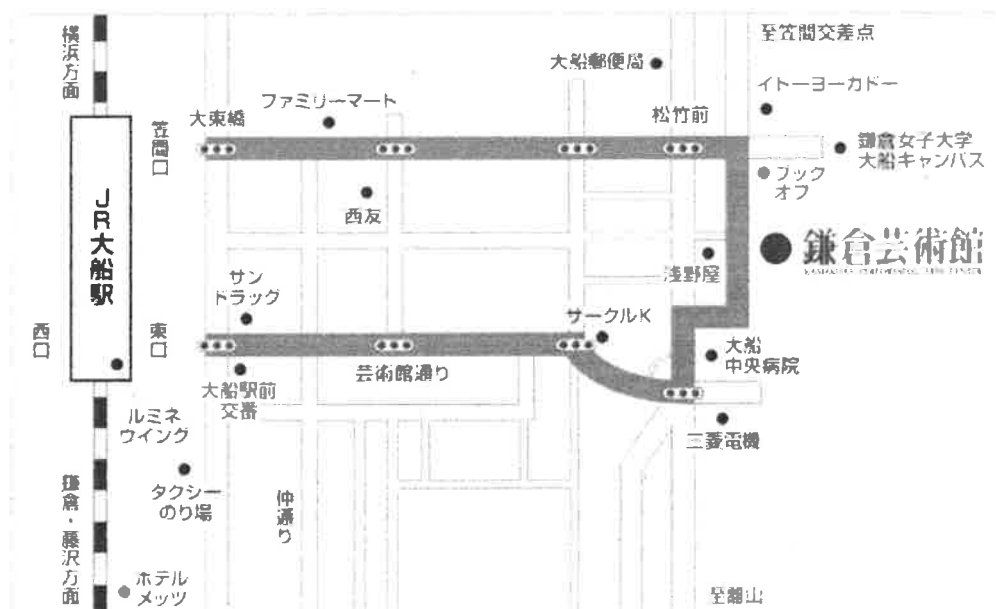 横浜方面
至笠間交差点
大船郵便局
イトーヨーカドー
ファミリーマート
大東橋
松竹前
笠間口
鎌倉女子大学
大船キャンパス
ブック
オフ
西友
JR大船駅
鎌倉芸術館
浅野屋
サン
ドラッグ
サークルK
西口
東口
大船
中央病院
芸術館通り
大船駅前
交番
ルミネ
ウイング
三菱電機
タクシー
のり場
仲通り
鎌倉・藤沢方面
ホテル
メッツ
至離山